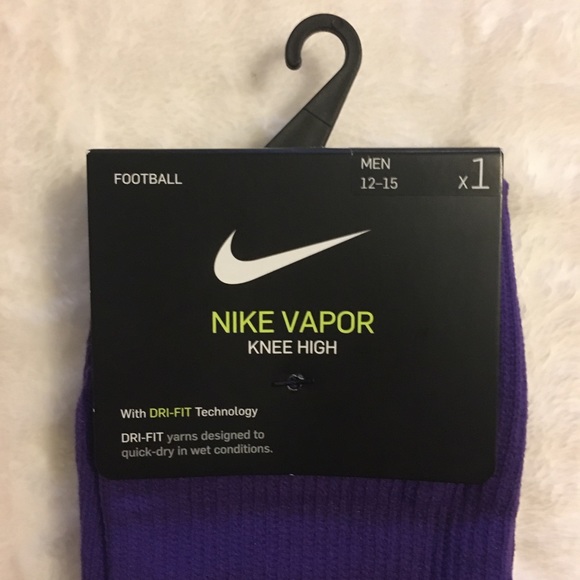 FOOTBALL
MEN
12–15
x1
NIKE VAPOR
KNEE HIGH
With DRI-FIT Technology
DRI-FIT yarns designed to
quick-dry in wet conditions.